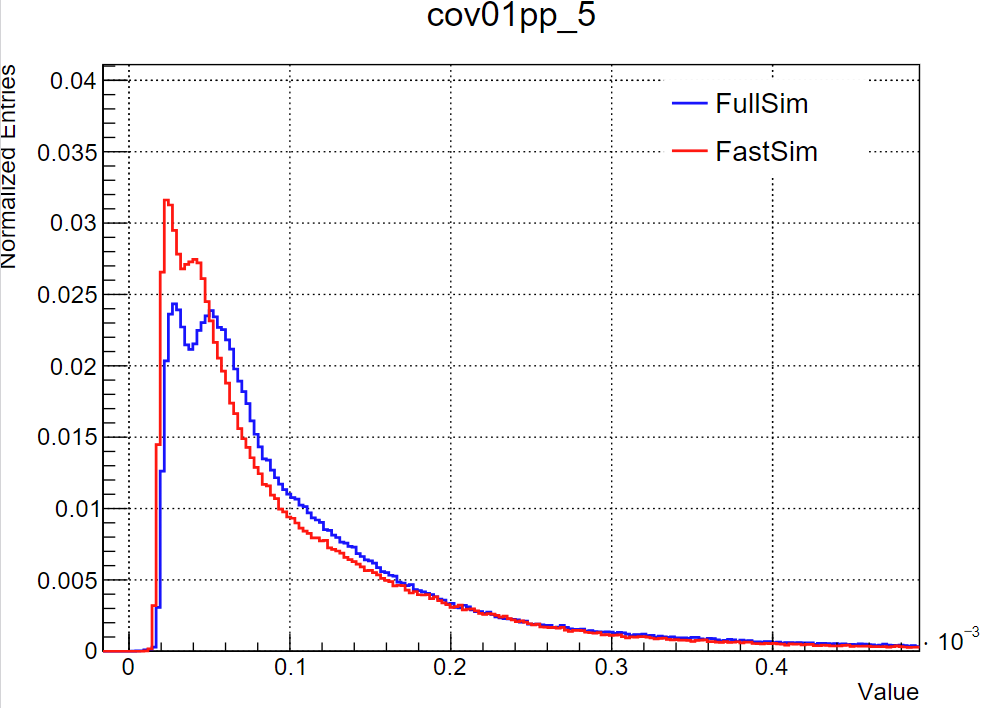 cov01pp_5
Normalized Entries
0.04
0.035
0.03
0.025
0.02
0.015
0.01
0.005
0
FullSim
FastSim
0 0.1 0.2 0.3 0.4
· 10⁻³
Value